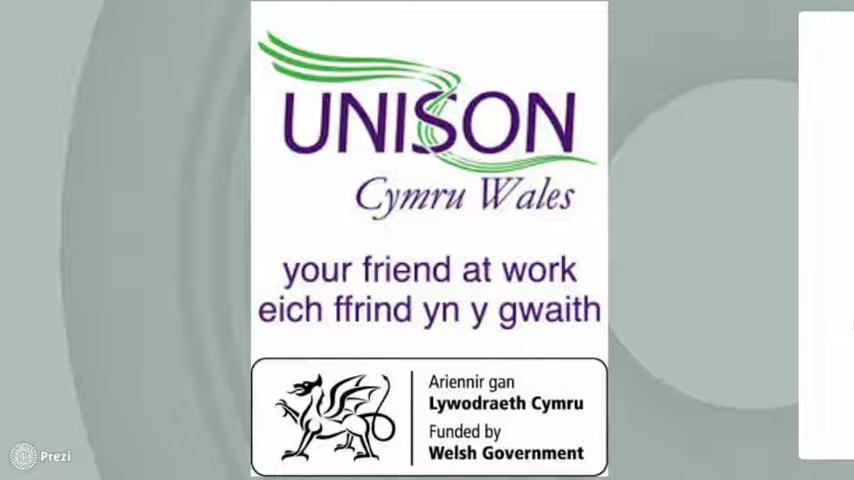 UNISON
Cymru Wales
your friend at work
eich ffrind yn y gwaith
Ariennir gan
Lywodraeth Cymru
Funded by
Welsh Government
Prezi